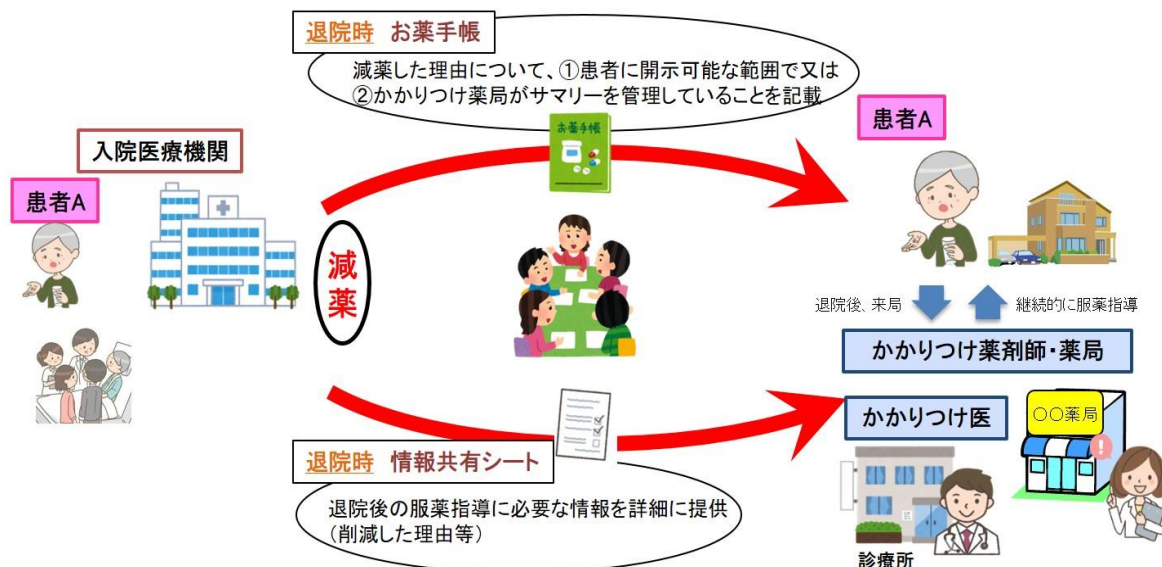 退院時 お薬手帳
減薬した理由について、①患者に開示可能な範囲で又は
②かかりつけ薬局がサマリーを管理していることを記載
お薬手帳
入院医療機関
患者A
減薬
患者A
退院後、来局
継続的に服薬指導
かかりつけ薬剤師・薬局
かかりつけ医
〇〇薬局
!
診療所
退院時 情報共有シート
退院後の服薬指導に必要な情報を詳細に提供
(削減した理由等)